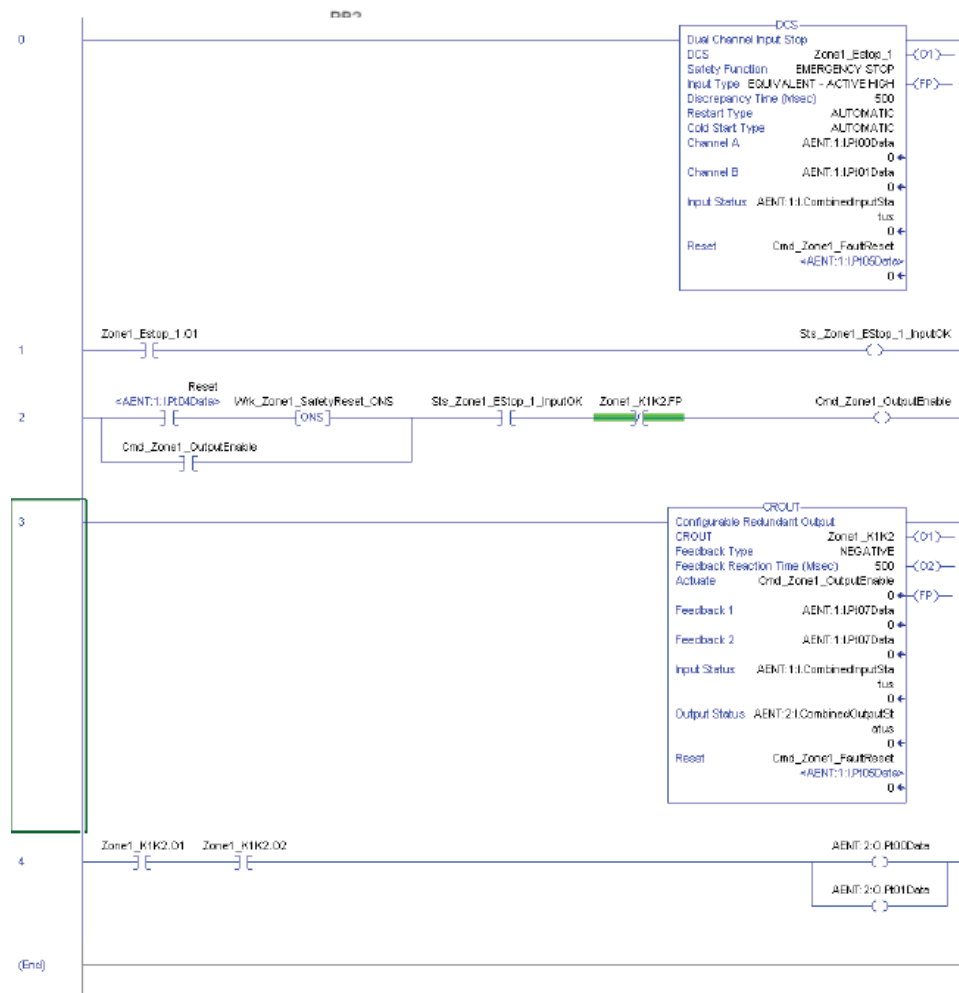 0
DCS
Dual Channel Input Stop
DCS Zone1_Estop_1
Safety Function EMERGENCY STOP
Input Type EQUIVALENT - ACTIVE HIGH
Discrepancy Time (Msec) 500
Restart Type AUTOMATIC
Cold Start Type AUTOMATIC
Channel A AENT:1:I.Pt00Data
0
Channel B AENT:1:I.Pt01Data
0
Input Status AENT:1:I.CombinedInputSta
tus
0
Reset Cmd_Zone1_FaultReset
<AENT:1:I.Pt05Data>
0
O1
FP
1
Zone1_Estop_1.O1
Sts_Zone1_EStop_1_InputOK
2
Reset
<AENT:1:I.Pt04Data>
Wrk_Zone1_SafetyReset_ONS
ONS
Sts_Zone1_EStop_1_InputOK
Zone1_K1K2.FP
Cmd_Zone1_OutputEnable
Cmd_Zone1_OutputEnable
3
CROUT
Configurable Redundant Output
CROUT Zone1_K1K2
Feedback Type NEGATIVE
Feedback Reaction Time (Msec) 500
Actuate Cmd_Zone1_OutputEnable
0
Feedback 1 AENT:1:I.Pt07Data
0
Feedback 2 AENT:1:I.Pt07Data
0
Input Status AENT:1:I.CombinedInputSta
tus
0
Output Status AENT:2:I.CombinedOutputSt
atus
0
Reset Cmd_Zone1_FaultReset
<AENT:1:I.Pt05Data>
0
O1
O2
FP
4
Zone1_K1K2.O1
Zone1_K1K2.O2
AENT:2:O.Pt00Data
AENT:2:O.Pt01Data
(End)